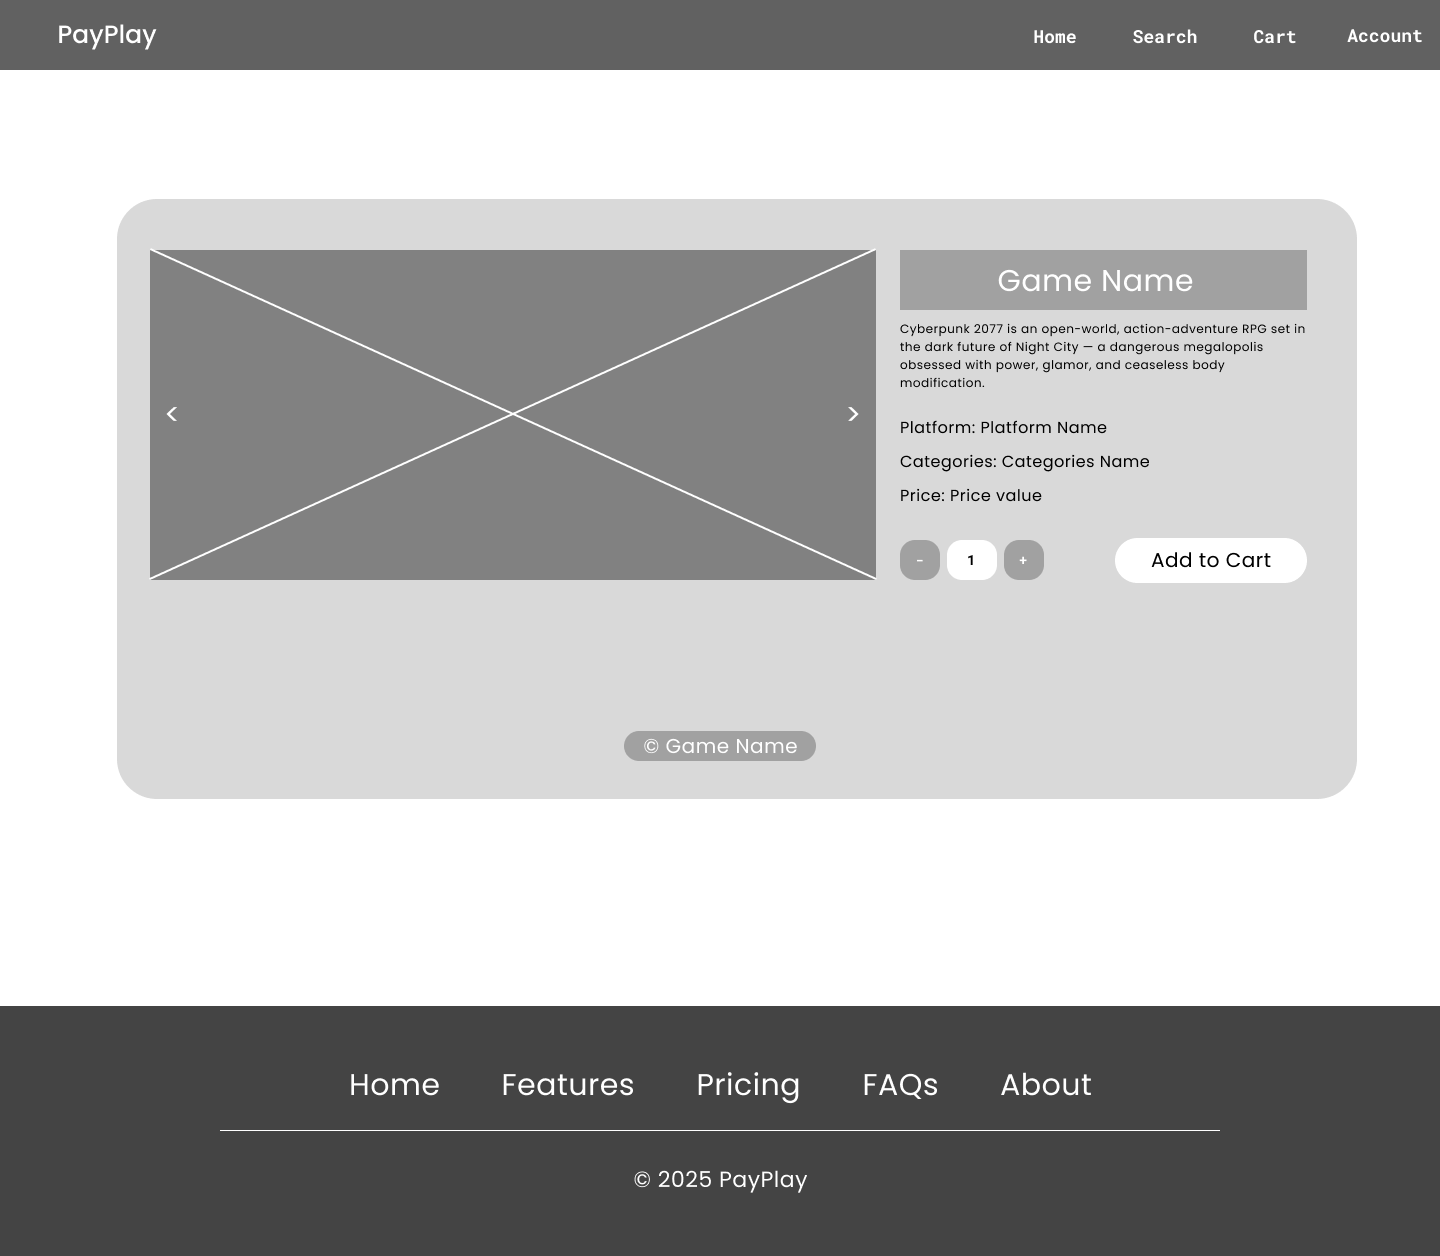 PayPlay
Home Search Cart Account
Game Name
Cyberpunk 2077 is an open-world, action-adventure RPG set in
the dark future of Night City — a dangerous megalopolis
obsessed with power, glamor, and ceaseless body
modification.
Platform: Platform Name
Categories: Categories Name
Price: Price value
< >
- 1 +
Add to Cart
© Game Name
Home Features Pricing FAQs About
© 2025 PayPlay